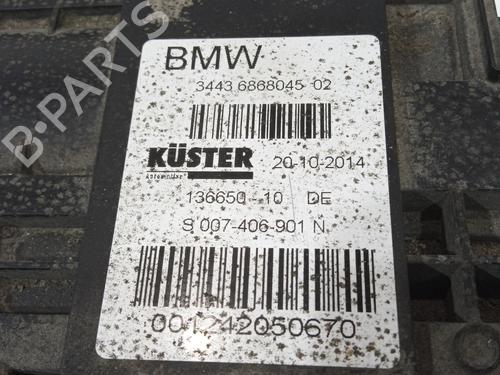 BMW
3443 6868045 02
KÜSTER 20-10-2014
136650 - 10 DE
S 007-406-901 N
001242050670
B-PARTS